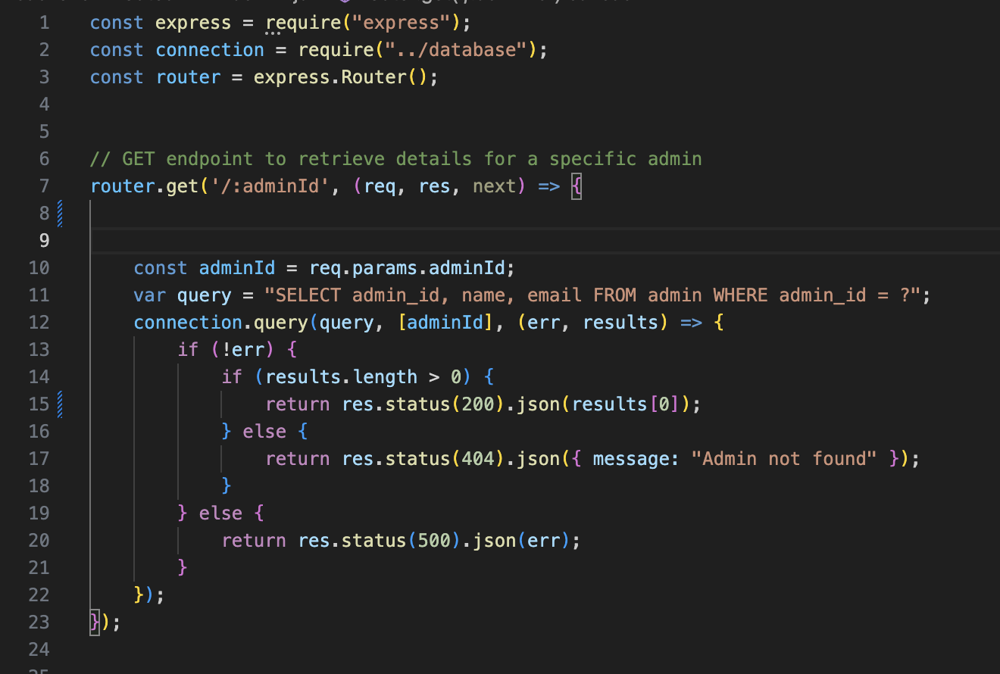 1 const express = require("express");
2 const connection = require("../database");
3 const router = express.Router();
4
5
6 // GET endpoint to retrieve details for a specific admin
7 router.get('/:adminId', (req, res, next) => {
8
9
10 const adminId = req.params.adminId;
11 var query = "SELECT admin_id, name, email FROM admin WHERE admin_id = ?";
12 connection.query(query, [adminId], (err, results) => {
13 if (!err) {
14 if (results.length > 0) {
15 return res.status(200).json(results[0]);
16 } else {
17 return res.status(404).json({ message: "Admin not found" });
18 }
19 } else {
20 return res.status(500).json(err);
21 }
22 });
23 });
24